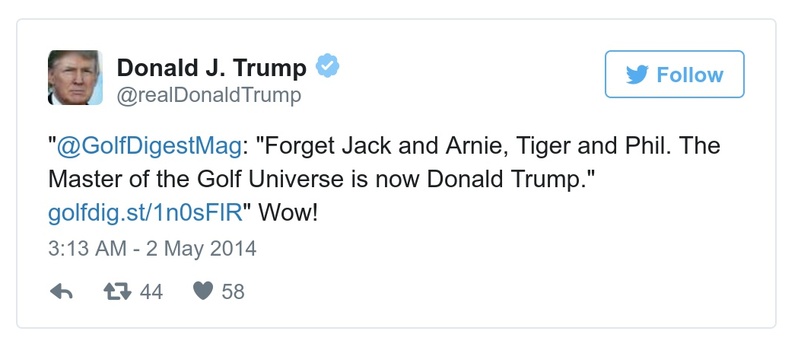 Donald J. Trump
@realDonaldTrump
Follow
"@GolfDigestMag: "Forget Jack and Arnie, Tiger and Phil. The
Master of the Golf Universe is now Donald Trump."
golfdig.st/1n0sFlR" Wow!
3:13 AM - 2 May 2014
44 58